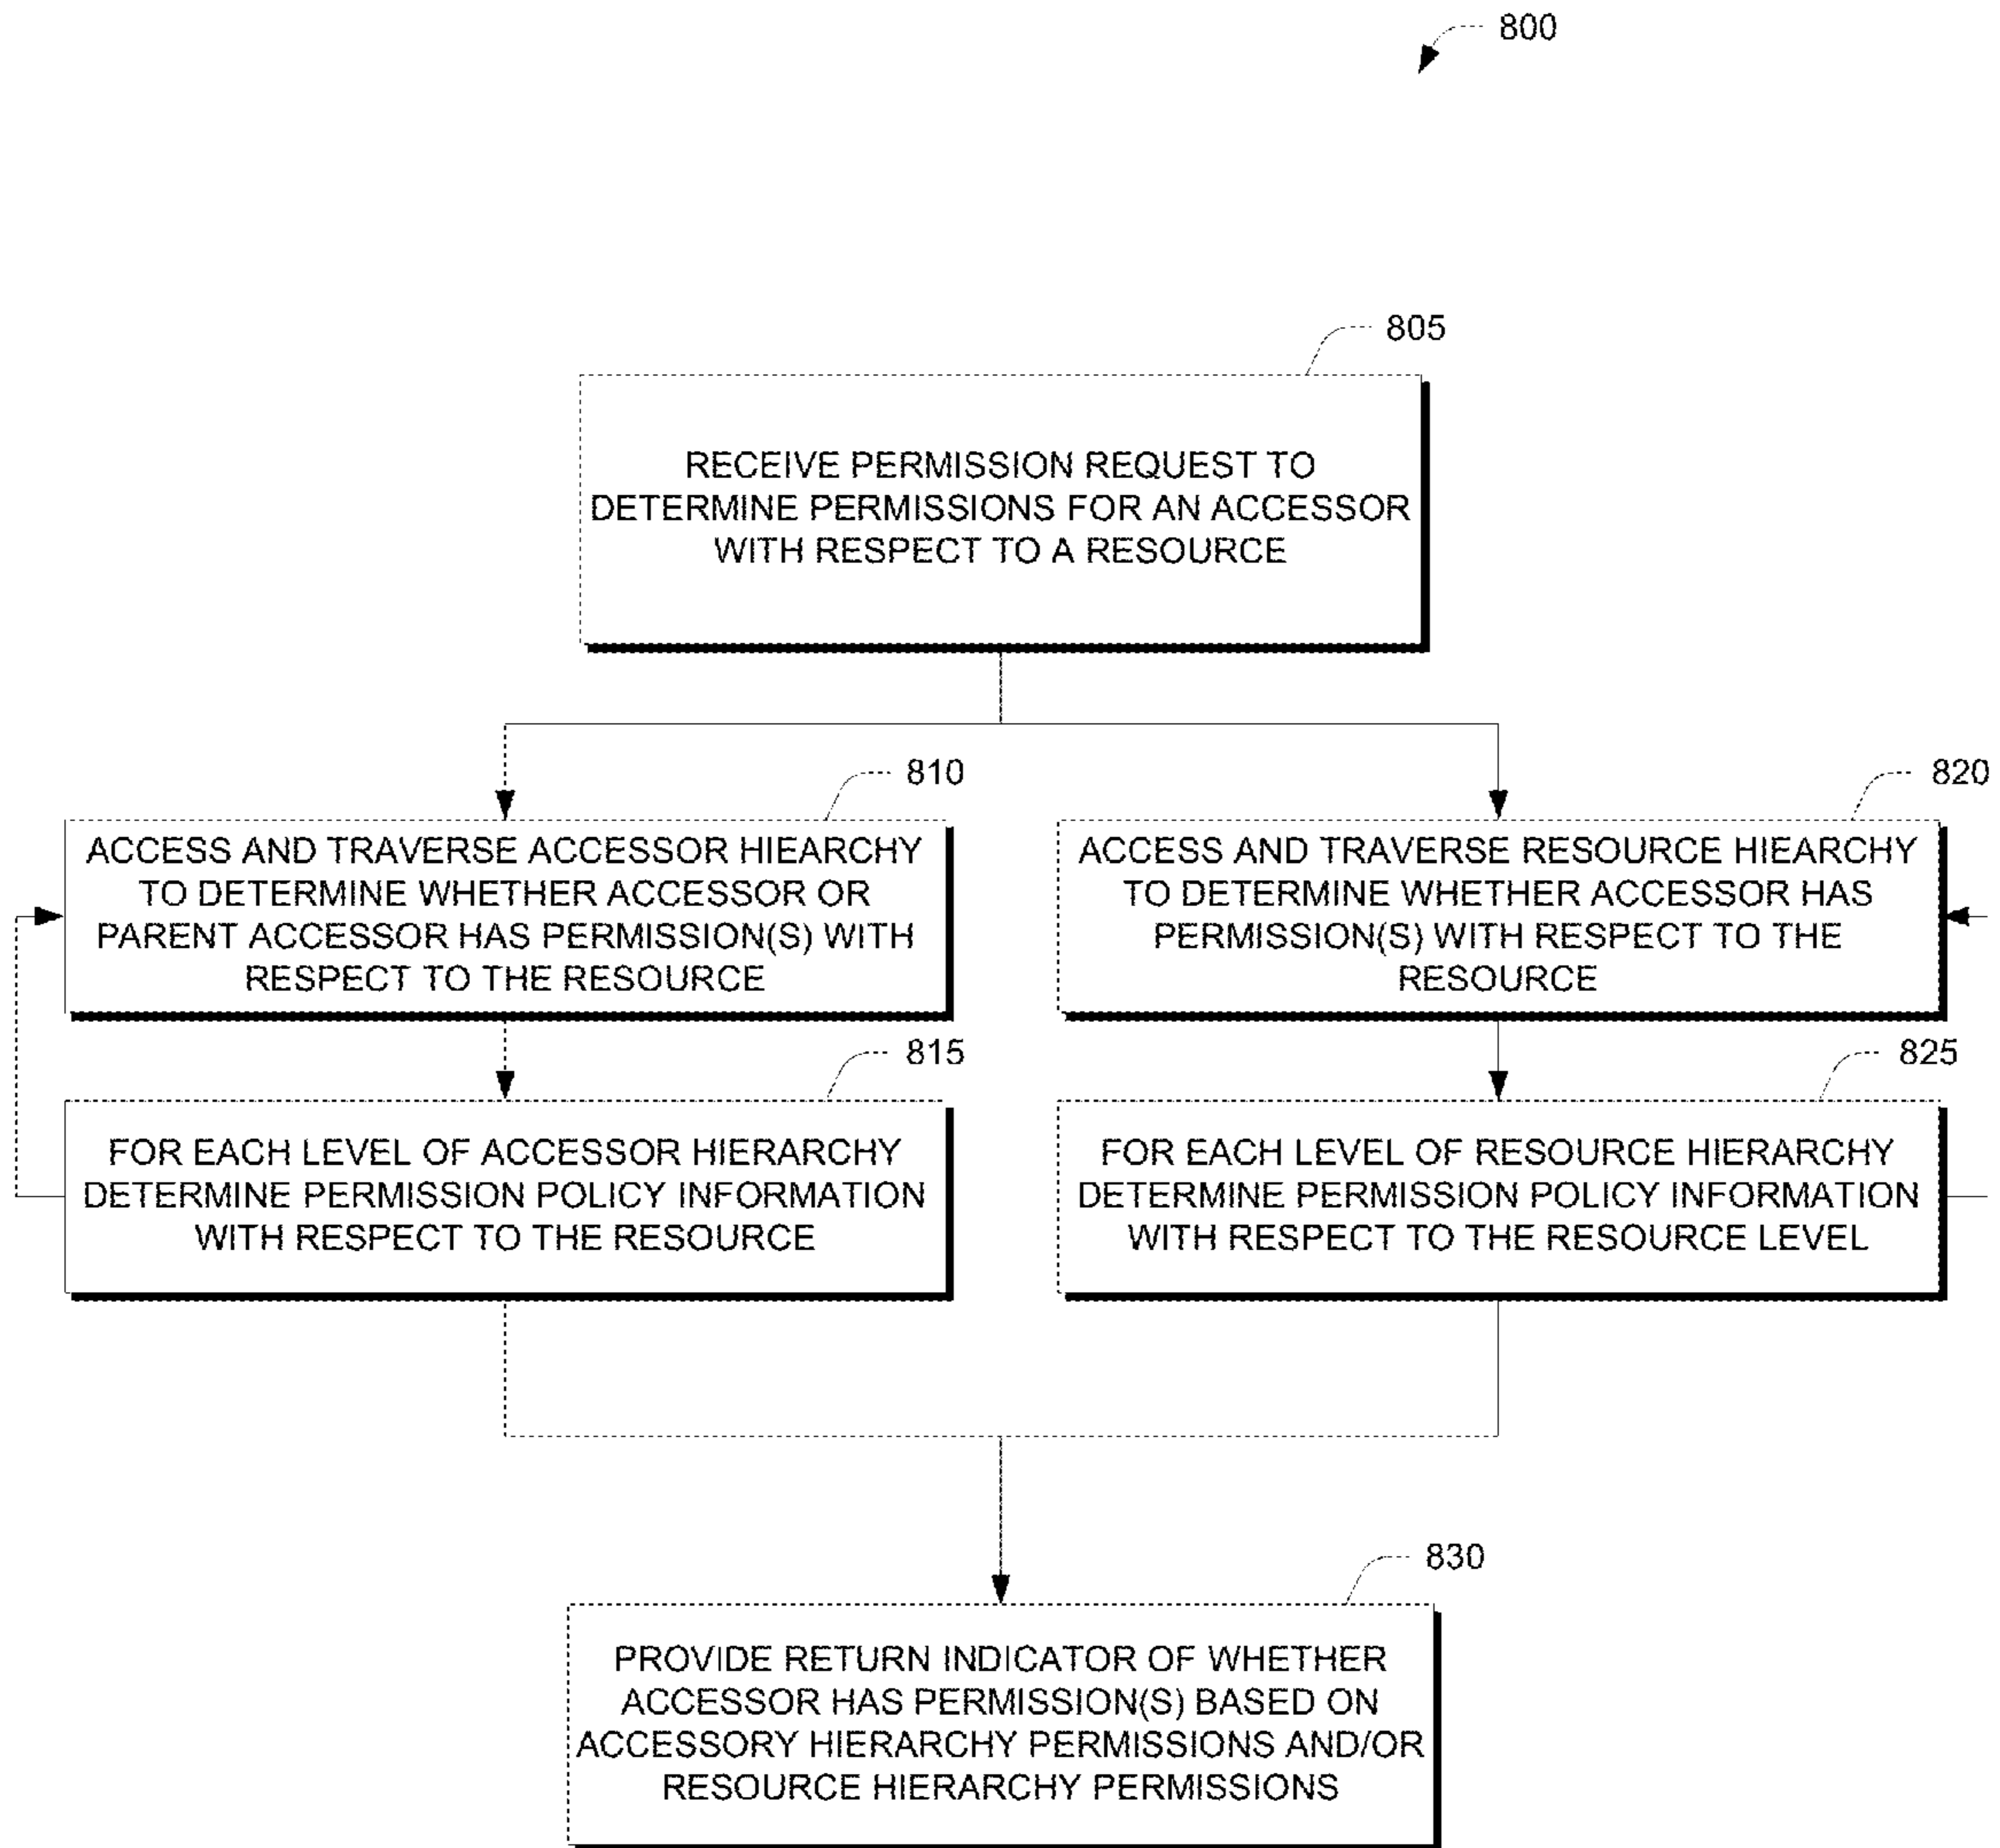 800
805
RECEIVE PERMISSION REQUEST TO
DETERMINE PERMISSIONS FOR AN ACCESSOR
WITH RESPECT TO A RESOURCE
810
ACCESS AND TRAVERSE ACCESSOR HIEARCHY
TO DETERMINE WHETHER ACCESSOR OR
PARENT ACCESSOR HAS PERMISSION(S) WITH
RESPECT TO THE RESOURCE
820
ACCESS AND TRAVERSE RESOURCE HIEARCHY
TO DETERMINE WHETHER ACCESSOR HAS
PERMISSION(S) WITH RESPECT TO THE
RESOURCE
815
FOR EACH LEVEL OF ACCESSOR HIERARCHY
DETERMINE PERMISSION POLICY INFORMATION
WITH RESPECT TO THE RESOURCE
825
FOR EACH LEVEL OF RESOURCE HIERARCHY
DETERMINE PERMISSION POLICY INFORMATION
WITH RESPECT TO THE RESOURCE LEVEL
830
PROVIDE RETURN INDICATOR OF WHETHER
ACCESSOR HAS PERMISSION(S) BASED ON
ACCESSORY HIERARCHY PERMISSIONS AND/OR
RESOURCE HIERARCHY PERMISSIONS